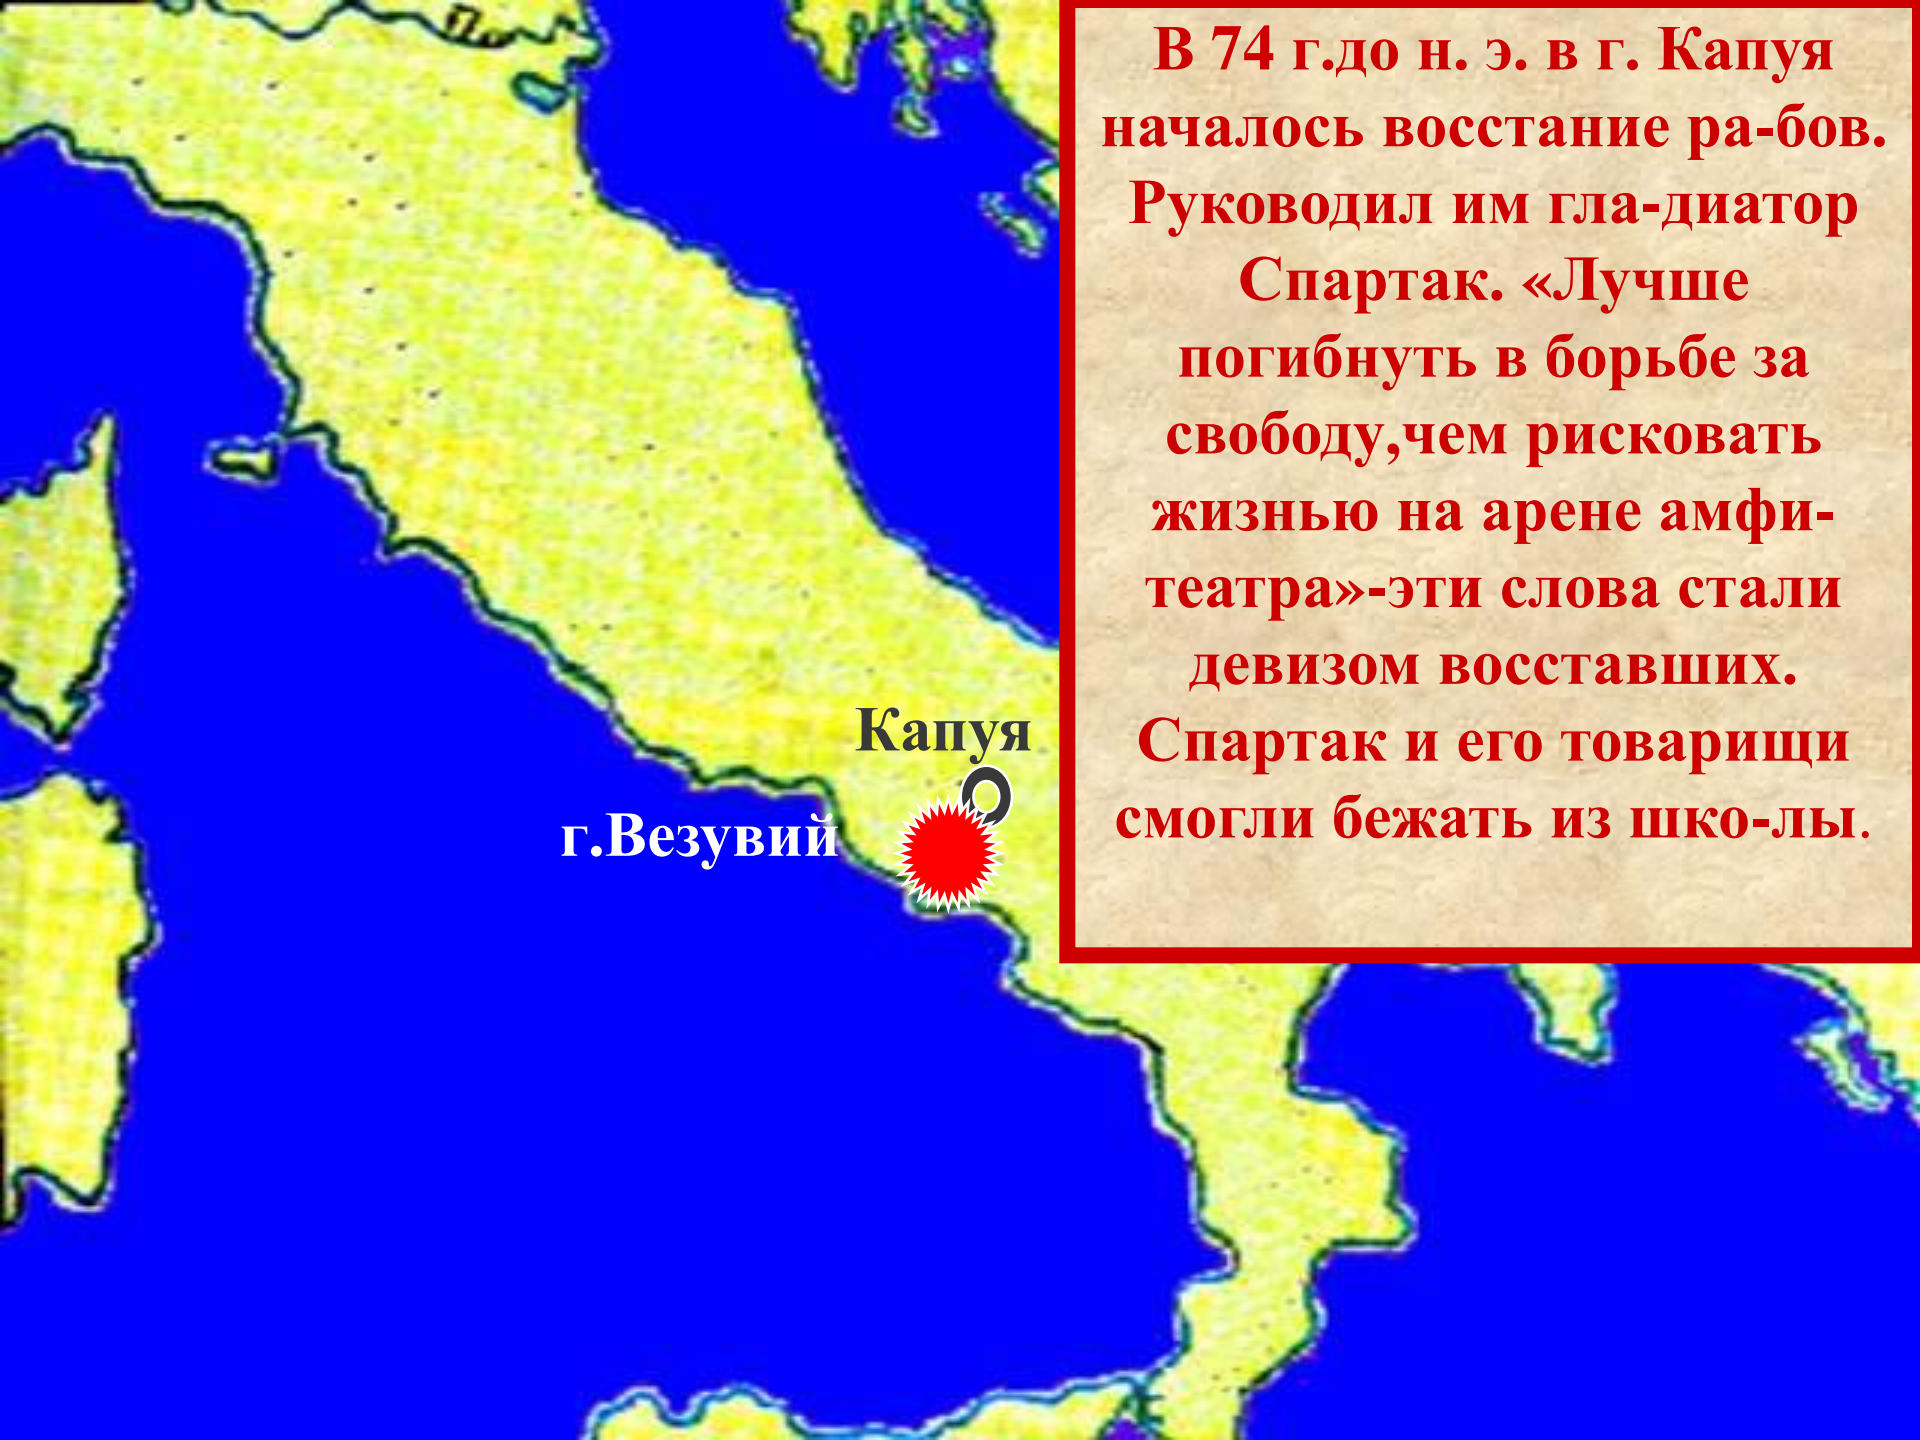 В 74 г.до н. э. в г. Капуя
началось восстание ра-бов.
Руководил им гла-диатор
Спартак. «Лучше
погибнуть в борьбе за
свободу,чем рисковать
жизнью на арене амфи-
театра»-эти слова стали
девизом восставших.
Спартак и его товарищи
смогли бежать из шко-лы.
Капуя
г.Везувий